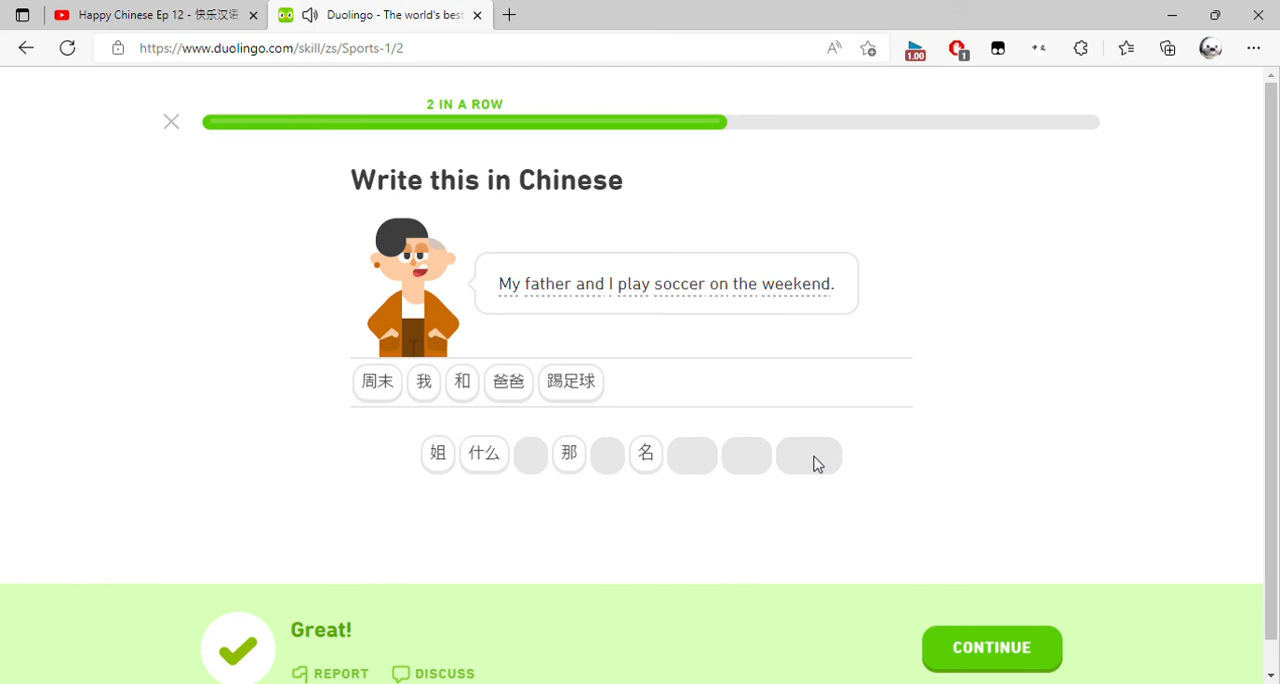 Happy Chinese Ep 12 - 快乐汉语
Duolingo - The world's best
https://www.duolingo.com/skill/zs/Sports-1/2
1.00
1
2 IN A ROW
Write this in Chinese
My father and I play soccer on the weekend.
周末 我 和 爸爸 踢足球
姐 什么 那 名
Great!
REPORT DISCUSS
CONTINUE